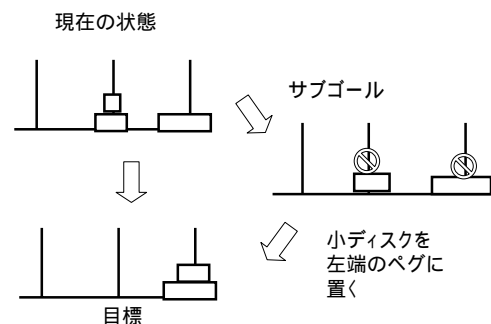 現在の状態
サブゴール
小ディスクを
左端のペグに
置く
目標